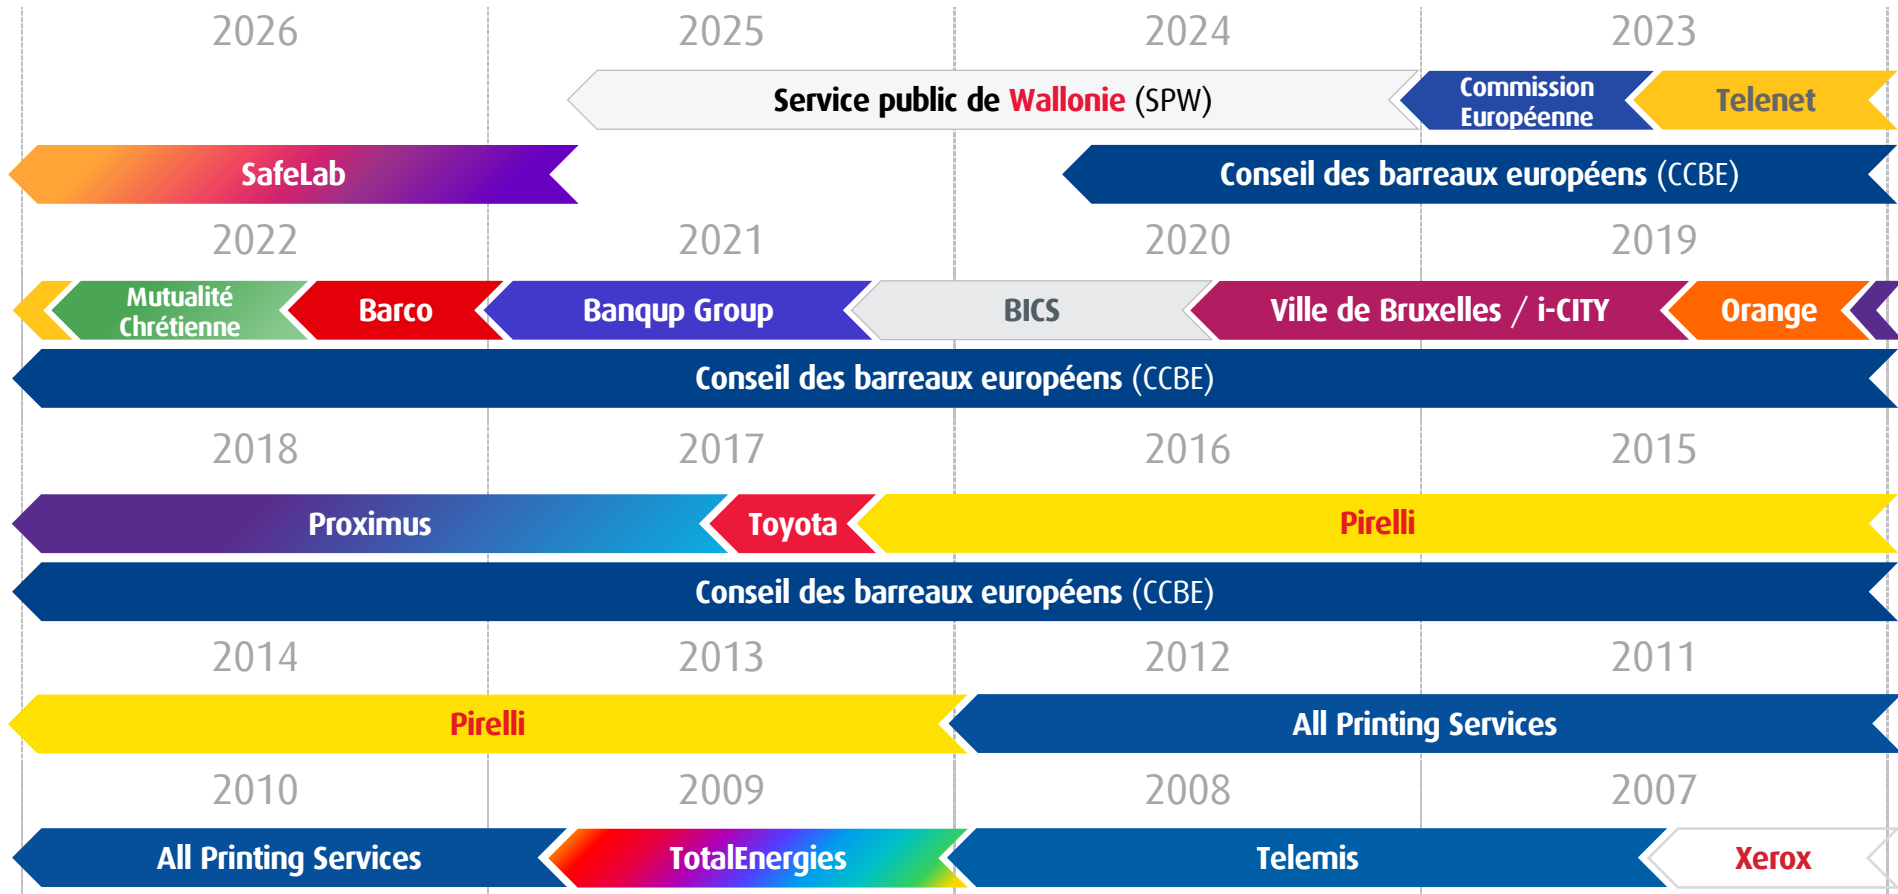 2026 2025 2024 2023
Service public de Wallonie (SPW)
Commission
Européenne
Telenet
SafeLab
Conseil des barreaux européens (CCBE)
2022 2021 2020 2019
Mutualité
Chrétienne
Barco
Banqup Group
BICS
Ville de Bruxelles / i-CITY
Orange
Conseil des barreaux européens (CCBE)
2018 2017 2016 2015
Proximus
Toyota
Pirelli
Conseil des barreaux européens (CCBE)
2014 2013 2012 2011
Pirelli
All Printing Services
2010 2009 2008 2007
All Printing Services
TotalEnergies
Telemis
Xerox